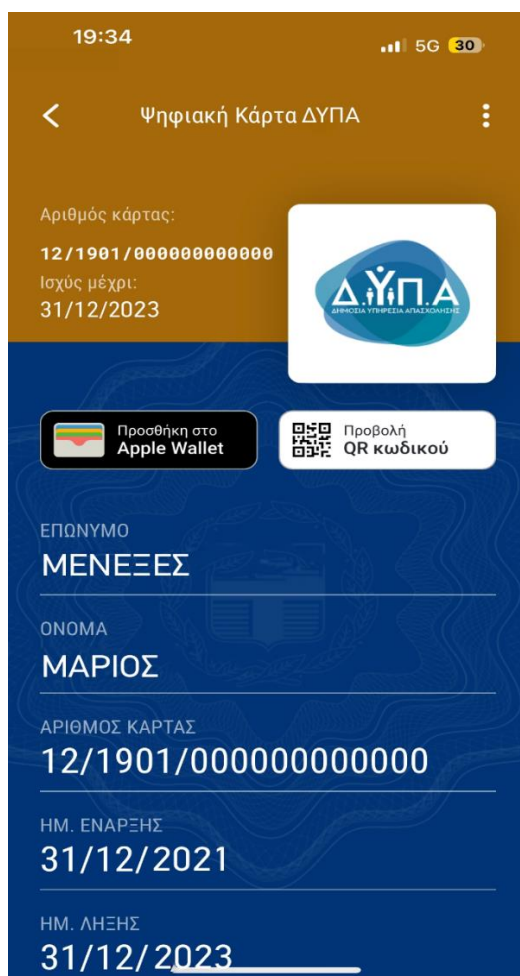 19:34
5G 30
Ψηφιακή Κάρτα ΔΥΠΑ
Αριθμός κάρτας:
12/1901/000000000000
Ισχύς μέχρι:
31/12/2023
Δ.ΥΠ.Α
ΔΗΜΟΣΙΑ ΥΠΗΡΕΣΙΑ ΑΠΑΣΧΟΛΗΣΗΣ
Προσθήκη στο
Apple Wallet
Προβολή
QR κωδικού
ΕΠΩΝΥΜΟ
ΜΕΝΕΞΕΣ
ΟΝΟΜΑ
ΜΑΡΙΟΣ
ΑΡΙΘΜΟΣ ΚΑΡΤΑΣ
12/1901/000000000000
ΗΜ. ΕΝΑΡΞΗΣ
31/12/2021
ΗΜ. ΛΗΞΗΣ
31/12/2023